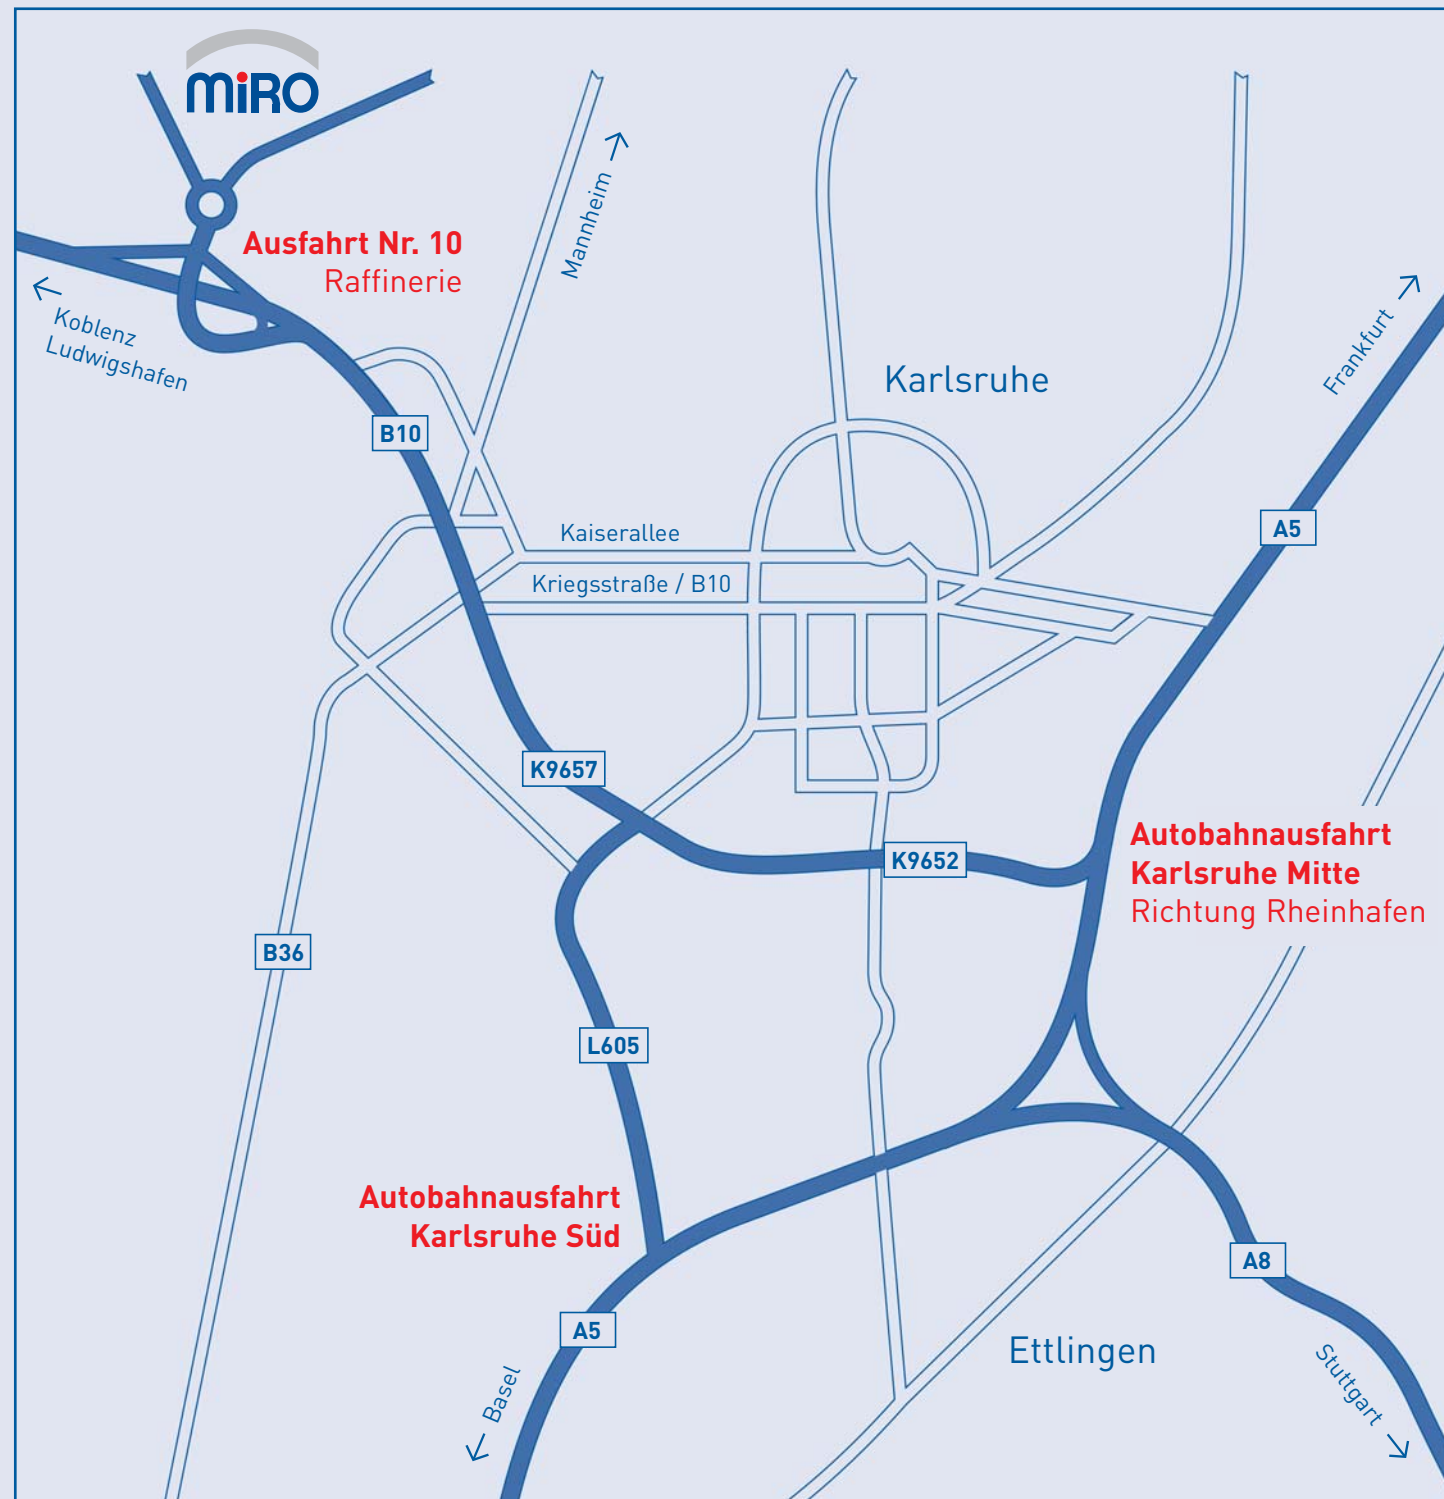 miRO
Ausfahrt Nr. 10
Raffinerie
Mannheim
Koblenz
Ludwigshafen
Karlsruhe
Frankfurt
B10
A5
Kaiserallee
Kriegsstraße / B10
K9657
K9652
Autobahnausfahrt
Karlsruhe Mitte
Richtung Rheinhafen
B36
L605
Autobahnausfahrt
Karlsruhe Süd
A8
A5
Ettlingen
Basel
Stuttgart